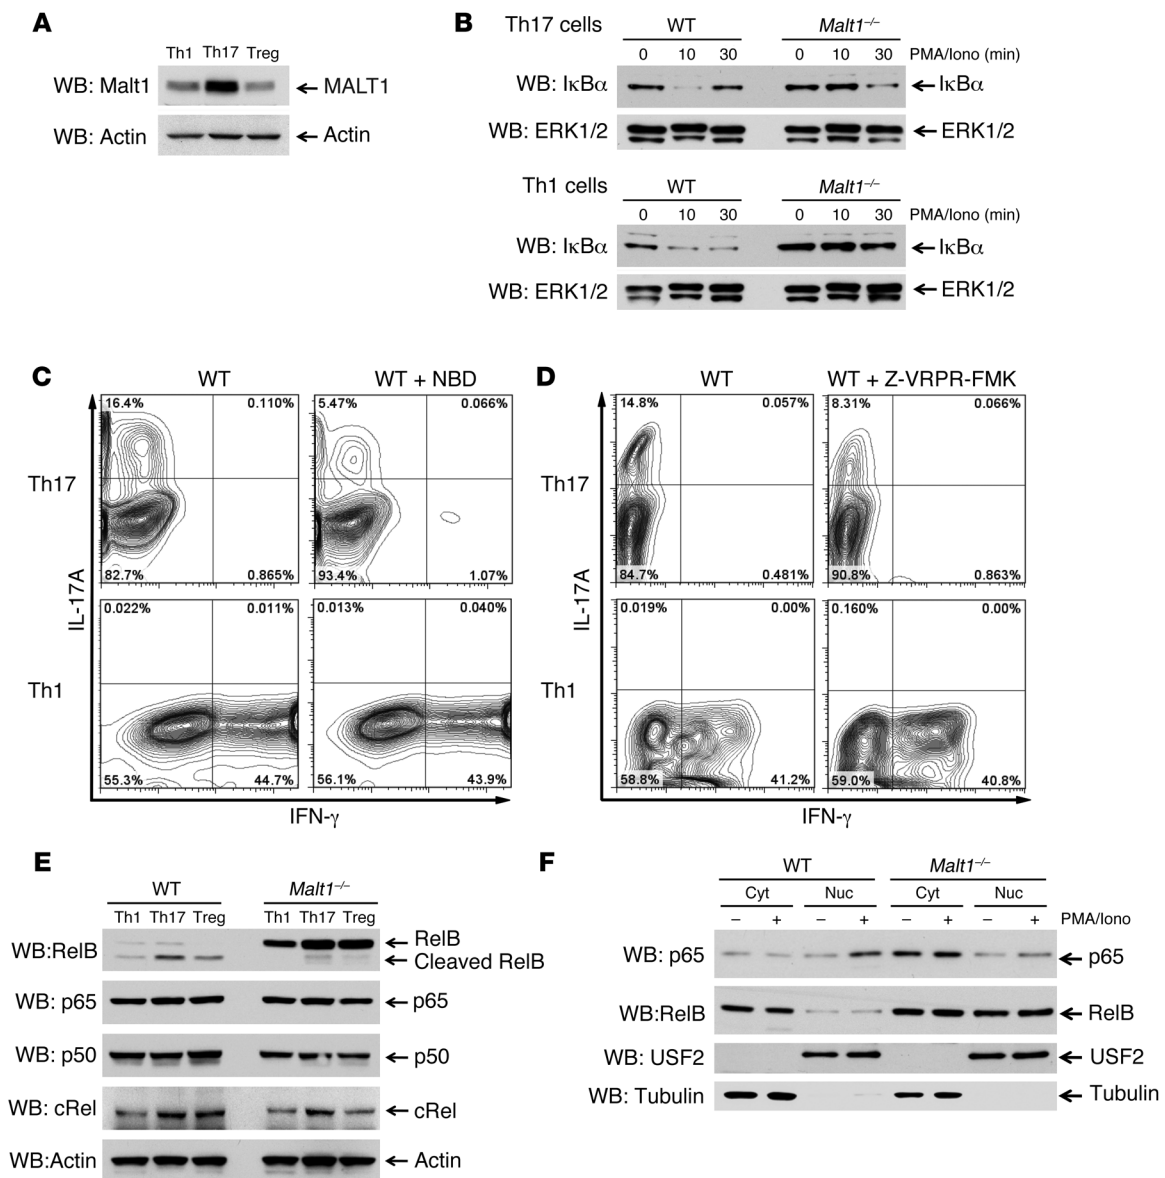 A
Th1 Th17 Treg
WB: Malt1 MALT1
WB: Actin Actin
B
Th17 cells WT Malt1–/–
0 10 30 0 10 30 PMA/Iono (min)
WB: IκBα IκBα
WB: ERK1/2 ERK1/2
Th1 cells WT Malt1–/–
0 10 30 0 10 30 PMA/Iono (min)
WB: IκBα IκBα
WB: ERK1/2 ERK1/2
C
WT WT + NBD
16.4% 0.110% 5.47% 0.066%
Th17
82.7% 0.865% 93.4% 1.07%
IL-17A
0.022% 0.011% 0.013% 0.040%
Th1
55.3% 44.7% 56.1% 43.9%
IFN-γ
D
WT WT + Z-VRPR-FMK
14.8% 0.057% 8.31% 0.066%
Th17
84.7% 0.481% 90.8% 0.863%
IL-17A
0.019% 0.00% 0.160% 0.00%
Th1
58.8% 41.2% 59.0% 40.8%
IFN-γ
E
WT Malt1–/–
Th1 Th17 Treg Th1 Th17 Treg
WB:RelB RelB
Cleaved RelB
WB: p65 p65
WB: p50 p50
WB: cRel cRel
WB:Actin Actin
F
WT Malt1–/–
Cyt Nuc Cyt Nuc
– + – + – + – + PMA/Iono
WB: p65 p65
WB:RelB RelB
WB: USF2 USF2
WB: Tubulin Tubulin